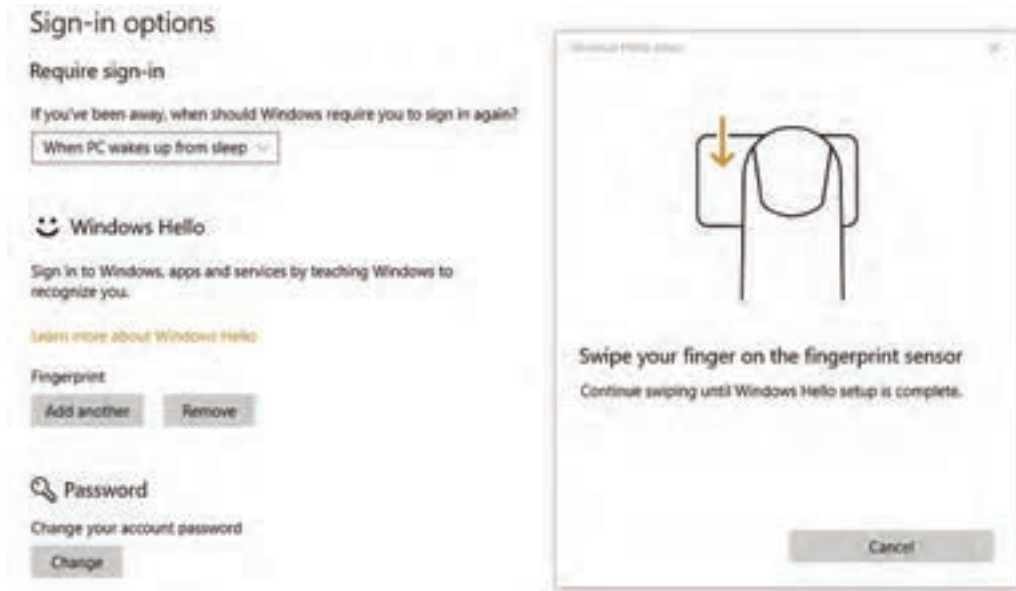 Sign-in options
Require sign-in
If you've been away, when should Windows require you to sign in again?
When PC wakes up from sleep
Windows Hello
Sign in to Windows, apps and services by teaching Windows to
recognize you.
Learn more about Windows Hello
Fingerprint
Add another
Remove
Password
Change your account password
Change
Windows Hello setup
Swipe your finger on the fingerprint sensor
Continue swiping until Windows Hello setup is complete.
Cancel